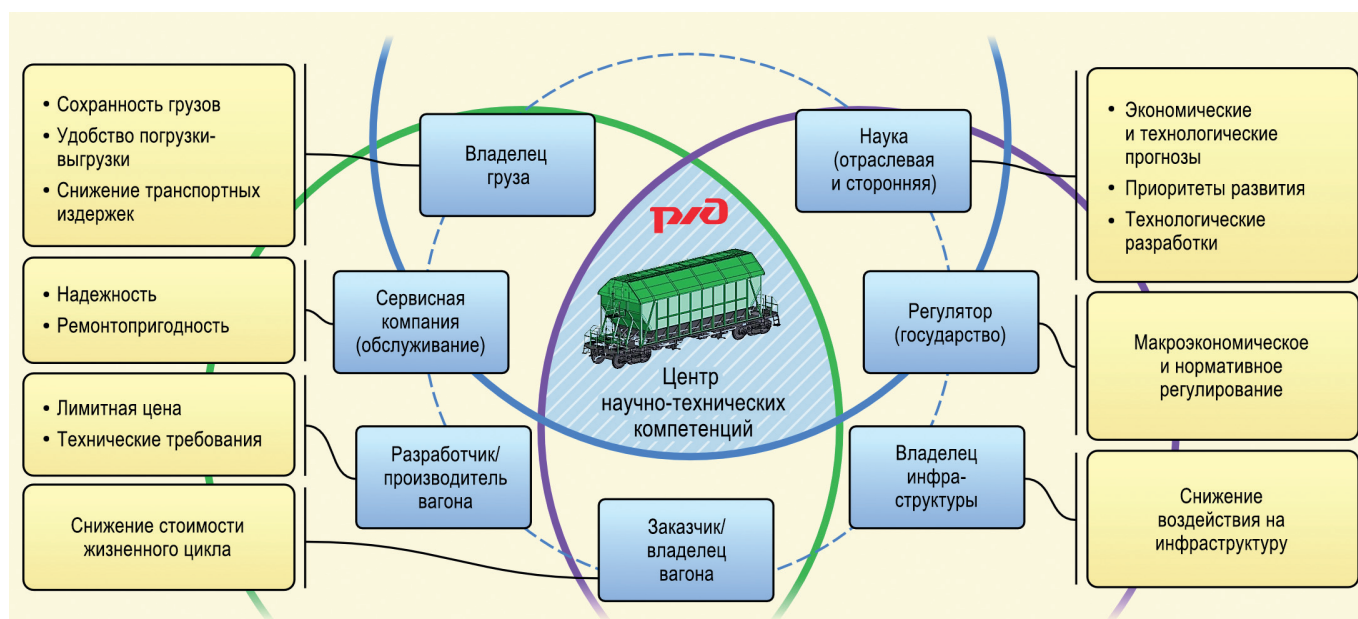 • Сохранность грузов
• Удобство погрузки-
выгрузки
• Снижение транспортных
издержек
• Надежность
• Ремонтопригодность
• Лимитная цена
• Технические требования
Снижение стоимости
жизненного цикла
Владелец
груза
Сервисная
компания
(обслуживание)
Разработчик/
производитель
вагона
Заказчик/
владелец
вагона
ржд
Центр
научно-технических
компетенций
Наука
(отраслевая
и сторонняя)
Регулятор
(государство)
Владелец
инфра-
структуры
• Экономические
и технологические
прогнозы
• Приоритеты развития
• Технологические
разработки
Макроэкономическое
и нормативное
регулирование
Снижение
воздействия на
инфраструктуру